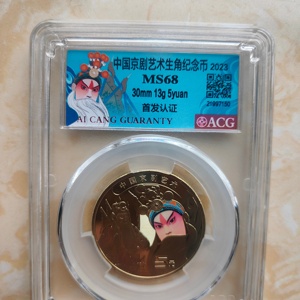 中国京剧艺术生角纪念币 2023
MS68
30mm 13g 5yuan
首发认证
AI CANG GUARANTY
ACG
中国京剧艺术
元